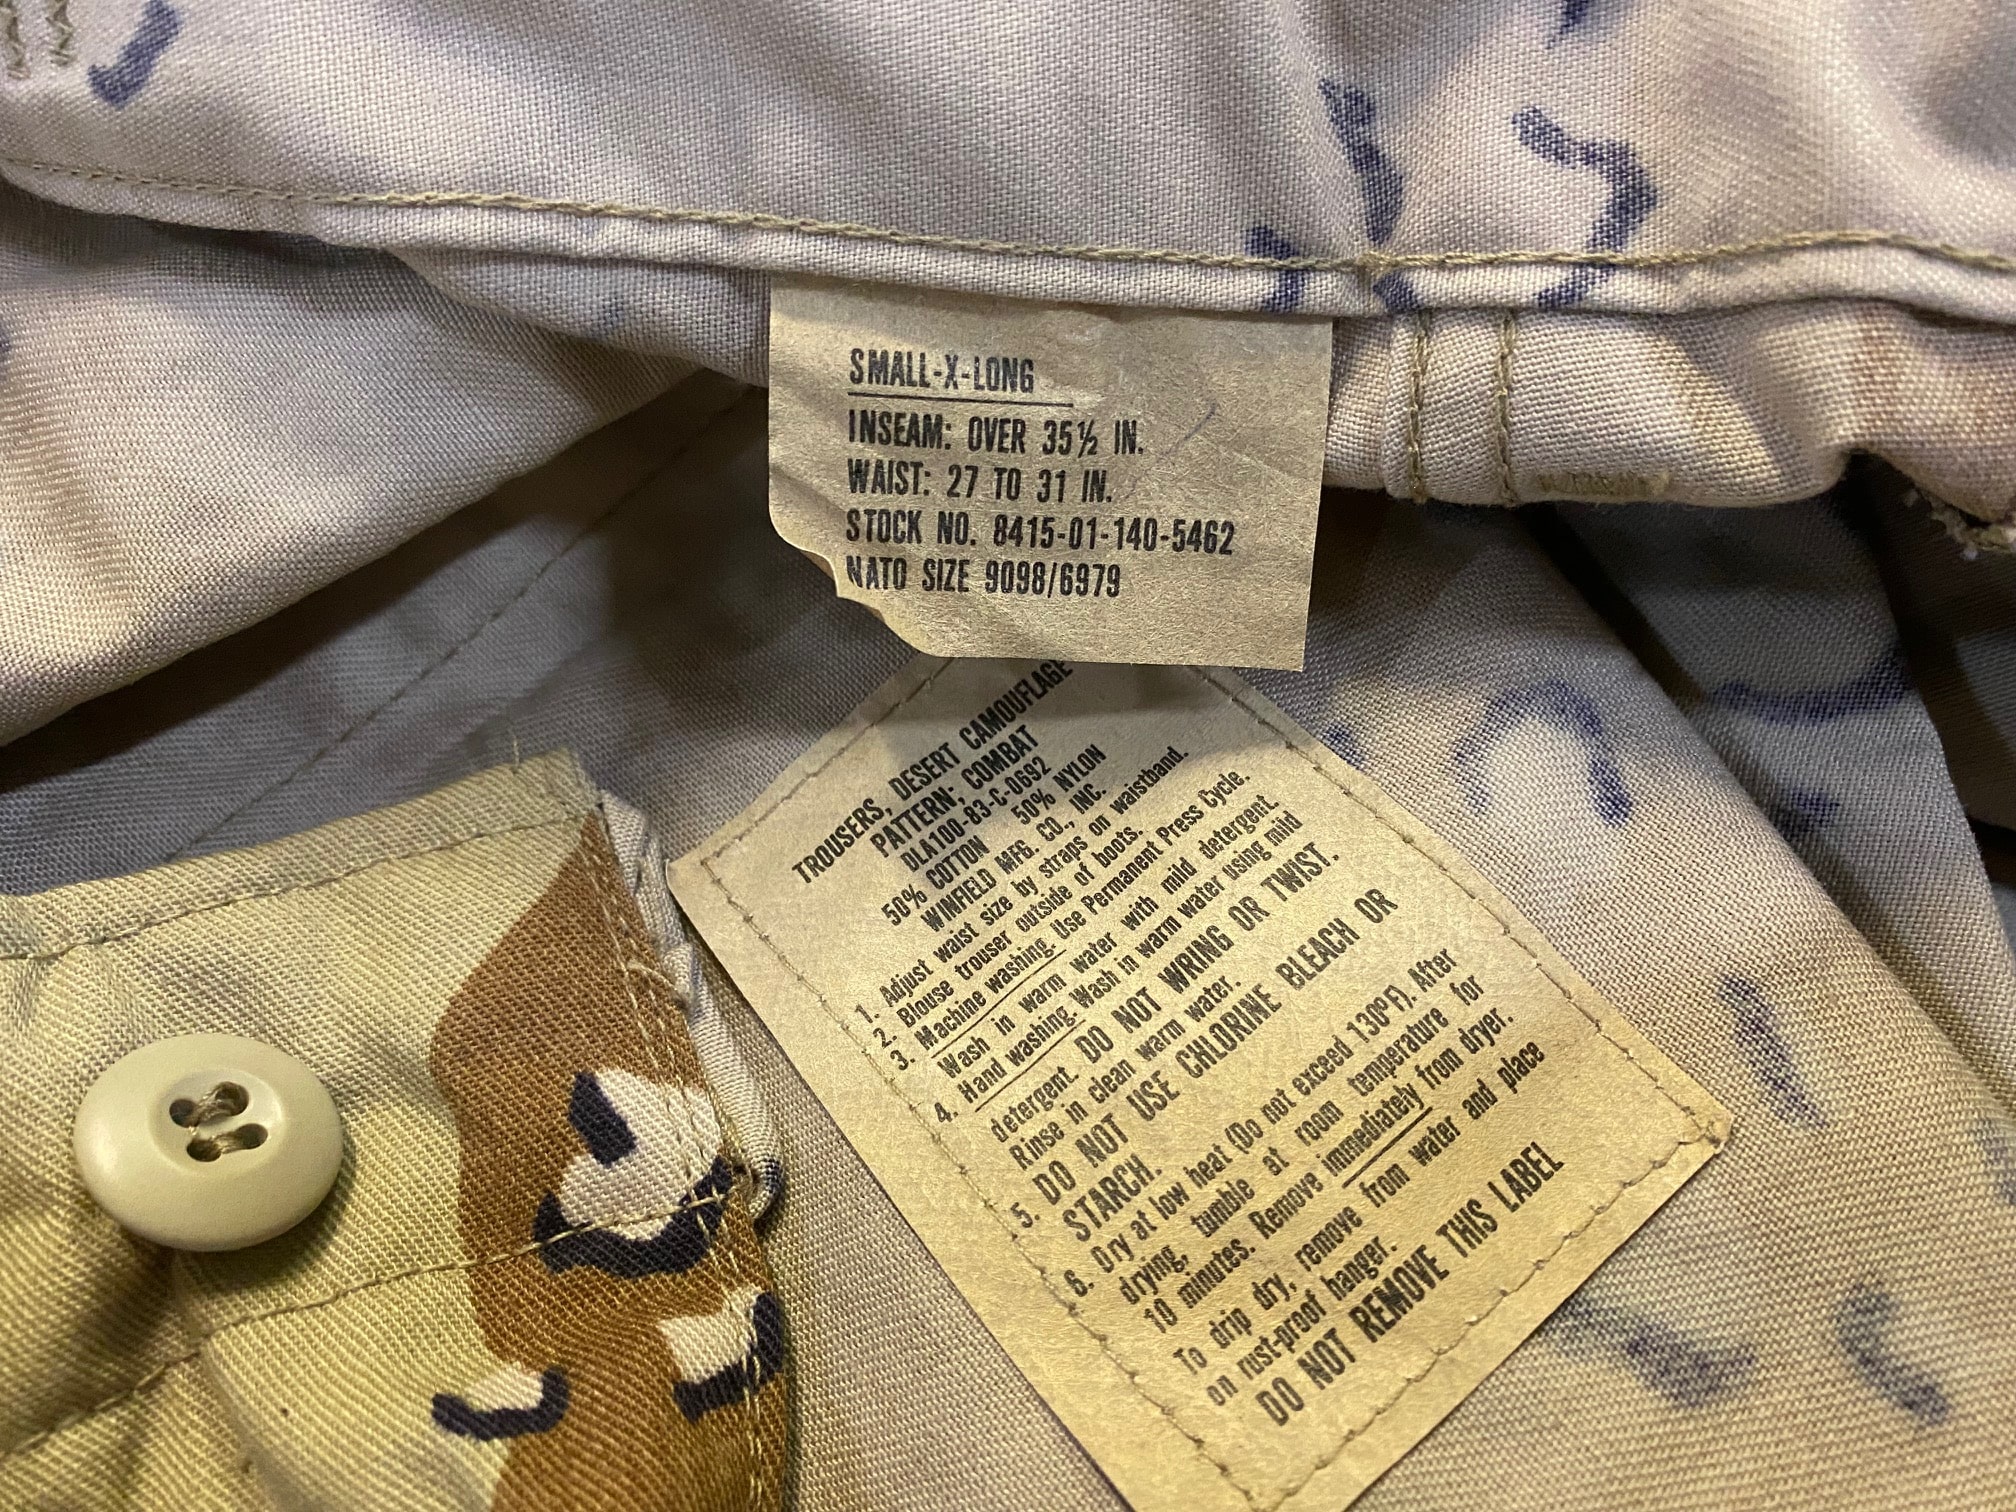 SMALL-X-LONG
INSEAM: OVER 35½ IN.
WAIST: 27 TO 31 IN.
STOCK NO. 8415-01-140-5462
NATO SIZE 9098/6979
TROUSERS, DESERT CAMOUFLAGE
PATTERN; COMBAT
DLA100-83-C-0692
50% COTTON 50% NYLON
WINFIELD MFG. CO., INC.
1. Adjust waist size by straps on waistband.
2. Blouse trouser outside of boots.
3. Machine washing. Use Permanent Press Cycle.
Wash in warm water with mild detergent.
4. Hand washing. Wash in warm water using mild
detergent. DO NOT WRING OR TWIST.
Rinse in clean warm water.
5. DO NOT USE CHLORINE BLEACH OR
STARCH.
6. Dry at low heat (Do not exceed 130°F). After
drying, tumble at room temperature for
10 minutes. Remove immediately from dryer.
To drip dry, remove from water and place
on rust-proof hanger.
DO NOT REMOVE THIS LABEL